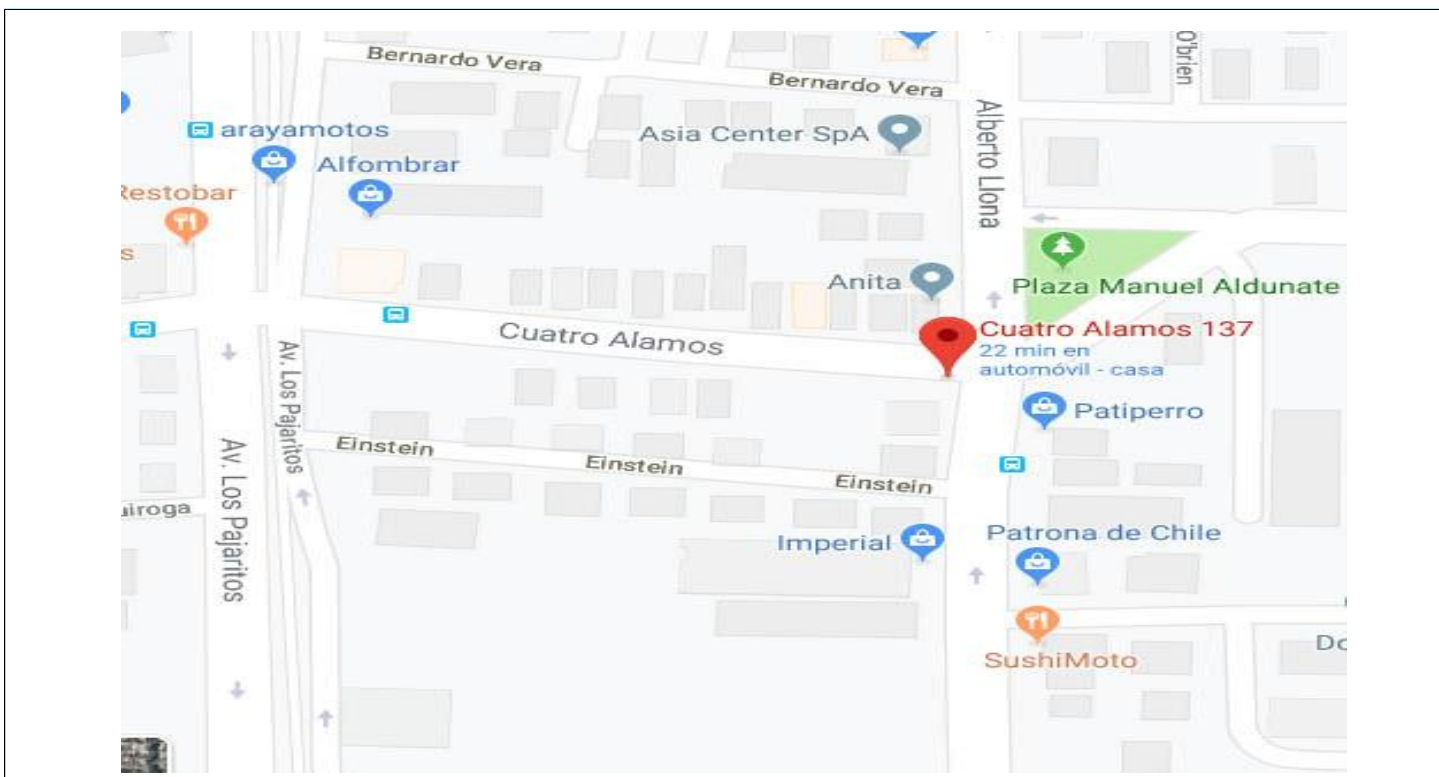 Bernardo Vera
Bernardo Vera
O'brien
arayamotos
Asia Center SpA
Alberto Llona
Alfombrar
Restobar
s
Anita
Plaza Manuel Aldunate
Cuatro Alamos
Cuatro Alamos 137
22 min en
automóvil - casa
Av. Los Pajaritos
Patiperro
Einstein
Einstein
Einstein
Av. Los Pajaritos
airoga
Imperial
Patrona de Chile
SushiMoto
Do